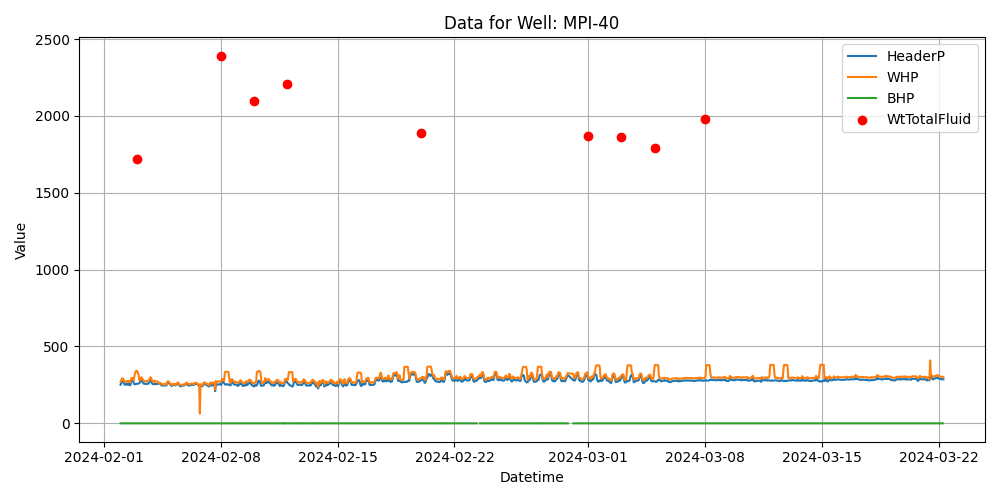 Data for Well: MPI-40
2500
2000
1500
1000
500
0
Value
HeaderP
WHP
BHP
WtTotalFluid
2024-02-01 2024-02-08 2024-02-15 2024-02-22 2024-03-01 2024-03-08 2024-03-15 2024-03-22
Datetime